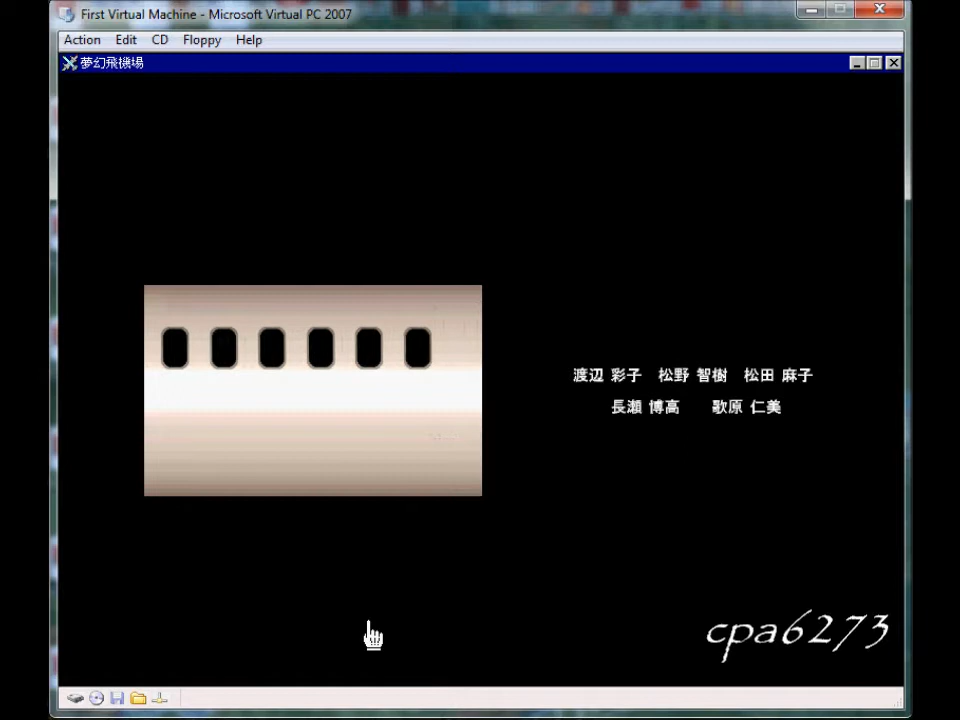 First Virtual Machine - Microsoft Virtual PC 2007
Action Edit CD Floppy Help
夢幻飛機場
渡辺 彩子 松野 智樹 松田 麻子
長瀬 博高 歌原 仁美
cpa6273